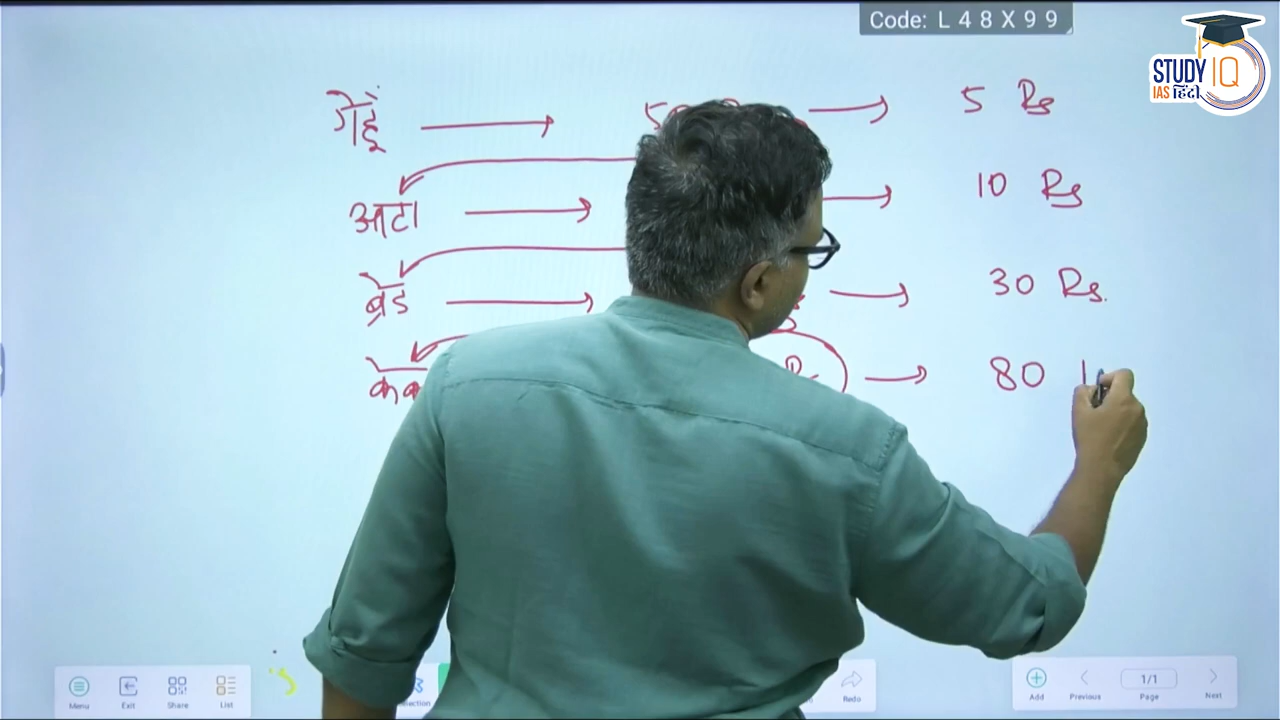 Code: L 4 8 X 9 9
STUDY IQ
IAS हिंदी
गेहूं → → 5 Rs
आटा → → 10 Rs
ब्रेड → → 30 Rs.
→ 80
Menu Exit Share List Redo Add Previous 1/1 Page Next